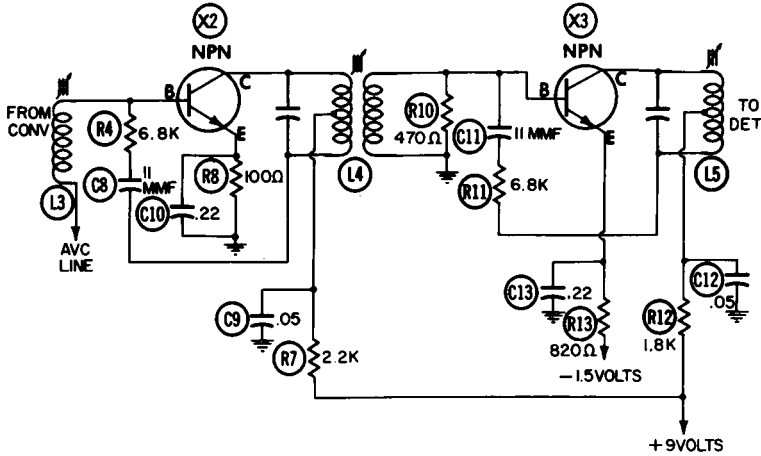 X2
NPN
B
C
E
FROM
CONV
R4
6.8K
C8
11
MMF
L3
AVC
LINE
R8
100Ω
C10
.22
L4
R10
470Ω
C11
11 MMF
R11
6.8K
X3
NPN
B
C
E
TO
DET
L5
C9
.05
R7
2.2K
C13
.22
R13
820Ω
−1.5VOLTS
R12
1.8K
C12
.05
+9VOLTS